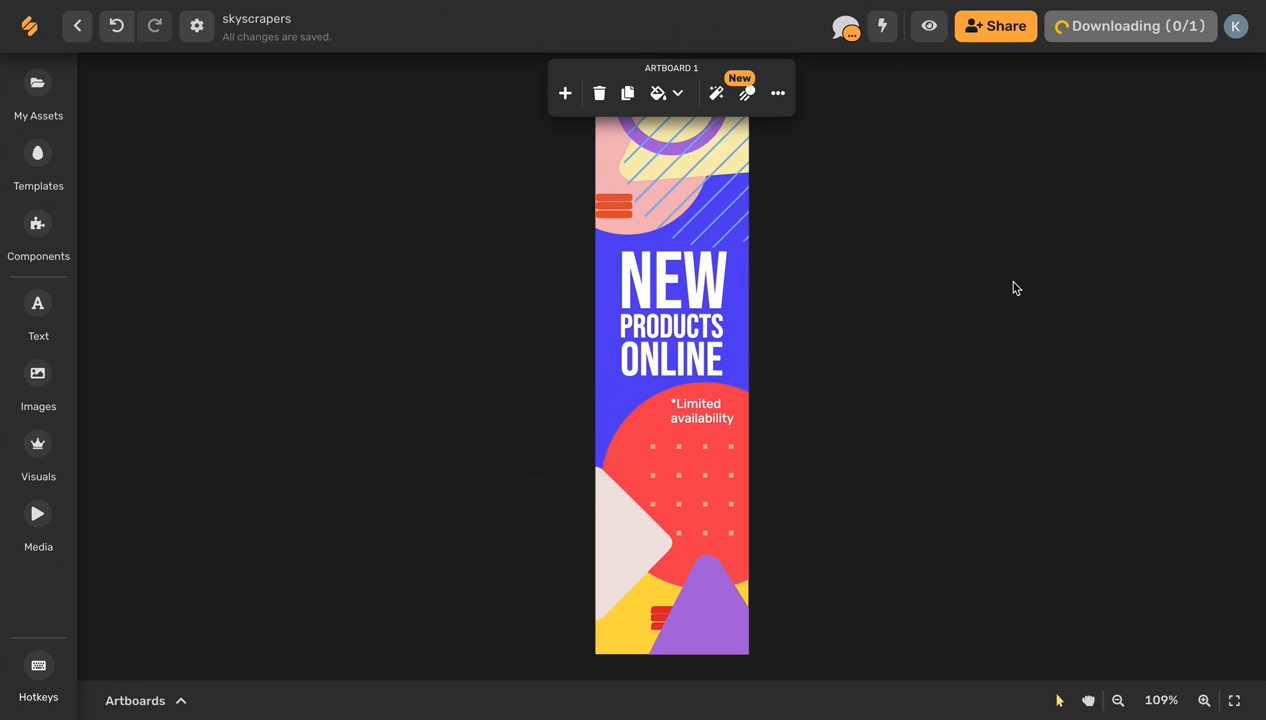 skyscrapers
All changes are saved.
...
Share
Downloading (0/1)
K
ARTBOARD 1
New
My Assets
Templates
Components
A
Text
Images
Visuals
Media
Hotkeys
NEW
PRODUCTS
ONLINE
*Limited
availability
Artboards
109%